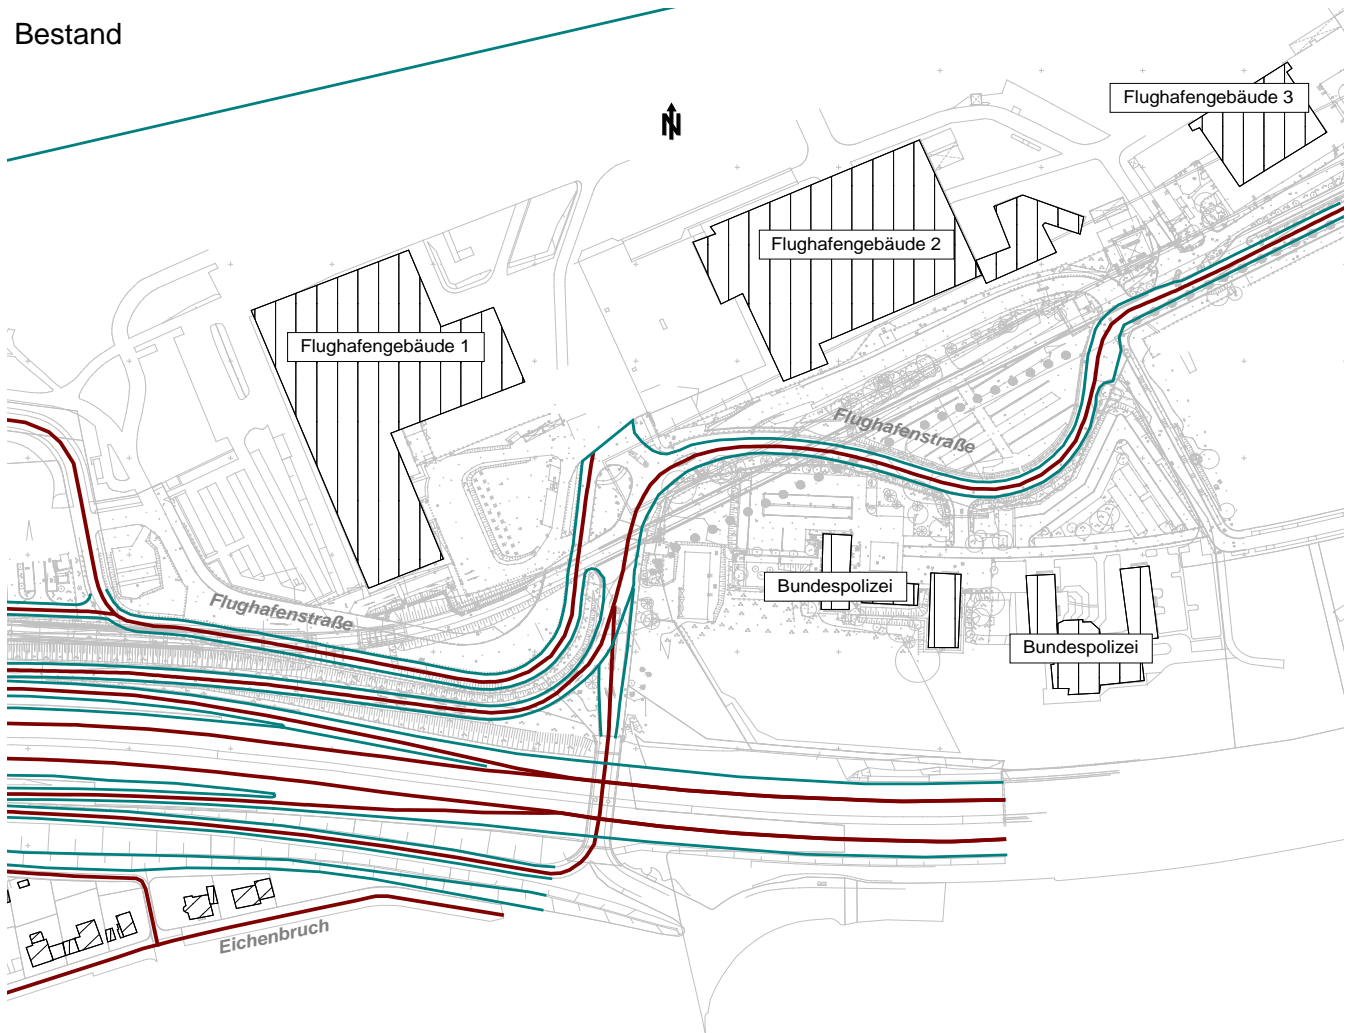 Bestand
Flughafengebäude 3
N
Flughafengebäude 2
Flughafengebäude 1
Flughafenstraße
Bundespolizei
Flughafenstraße
Bundespolizei
Eichenbruch